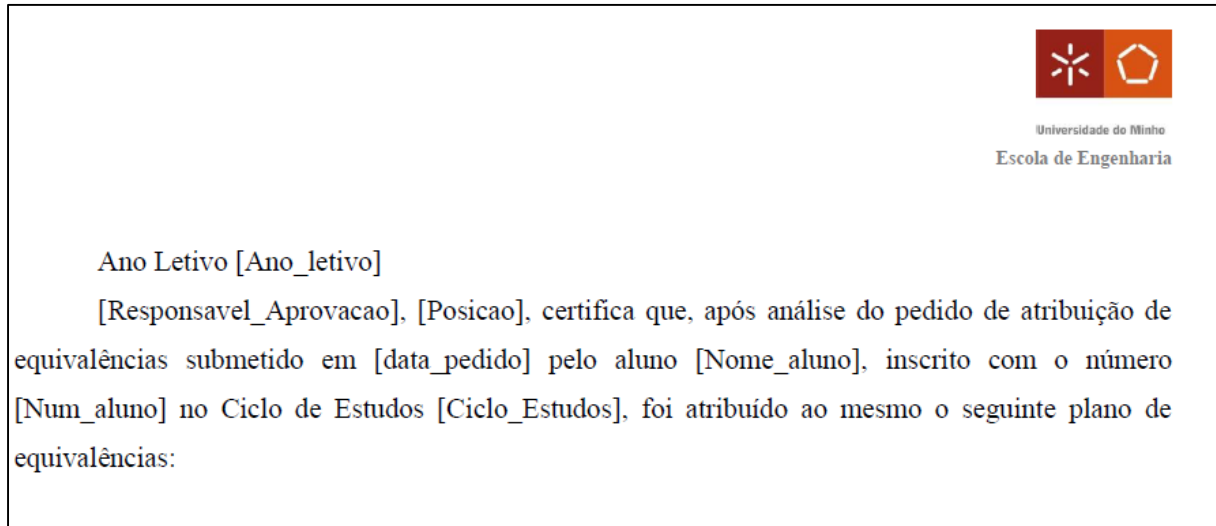 Universidade do Minho
Escola de Engenharia
Ano Letivo [Ano_letivo]
[Responsavel_Aprovacao], [Posicao], certifica que, após análise do pedido de atribuição de
equivalências submetido em [data_pedido] pelo aluno [Nome_aluno], inscrito com o número
[Num_aluno] no Ciclo de Estudos [Ciclo_Estudos], foi atribuído ao mesmo o seguinte plano de
equivalências: